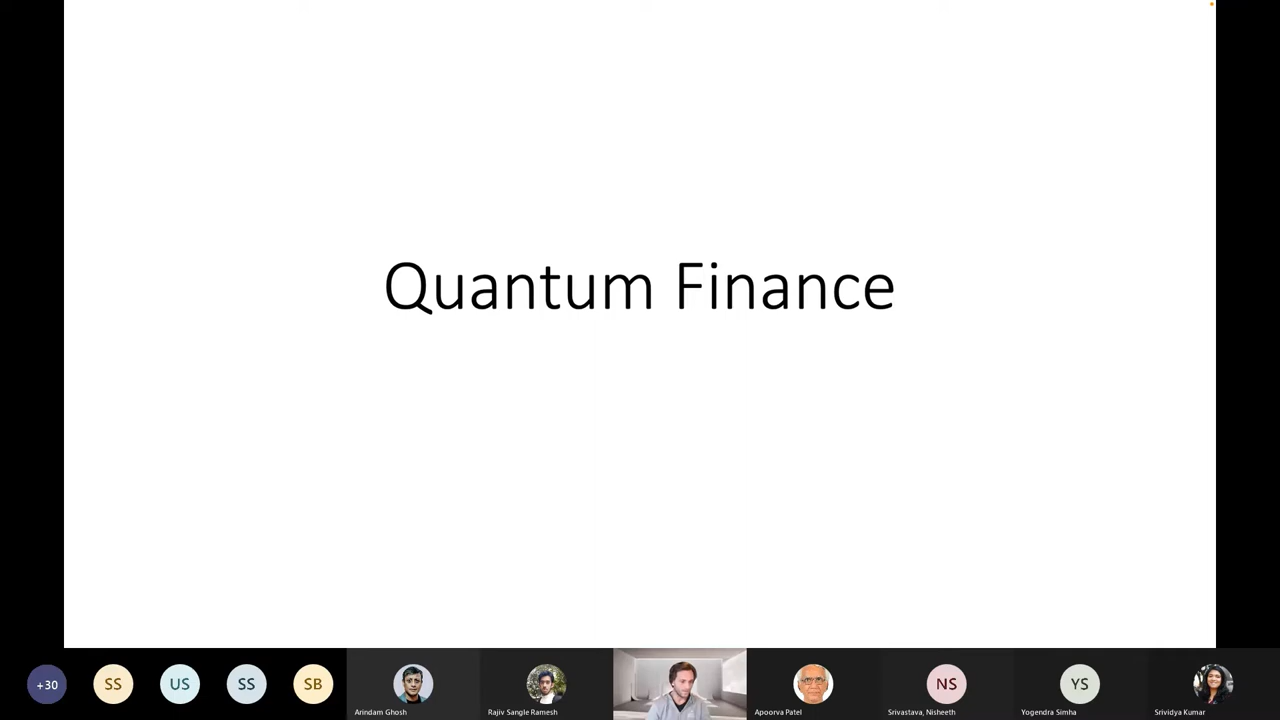 Quantum Finance
+30
SS
US
SS
SB
Arindam Ghosh
Rajiv Sangle Ramesh
Apoorva Patel
NS
Srivastava, Nisheeth
YS
Yogendra Simha
Srividya Kumar